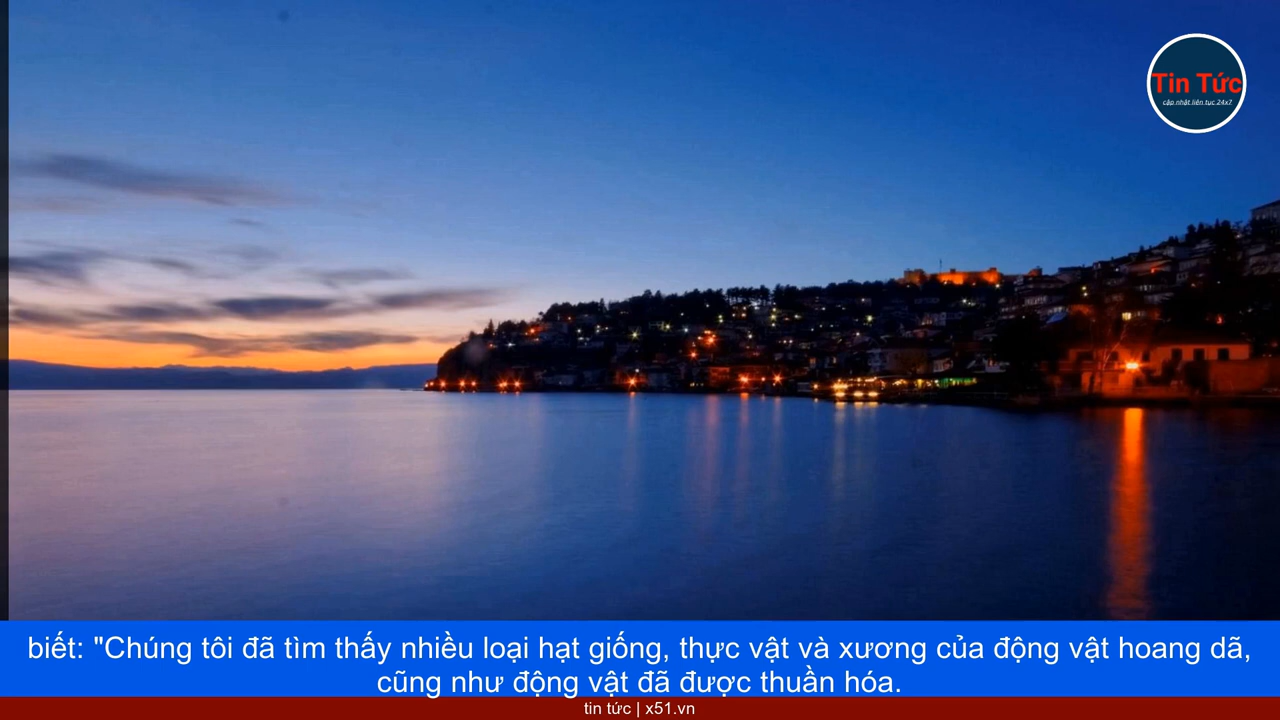 Tin Tức
cập nhật liên tục 24x7
biết: "Chúng tôi đã tìm thấy nhiều loại hạt giống, thực vật và xương của động vật hoang dã,
cũng như động vật đã được thuần hóa.
tin tức | x51.vn